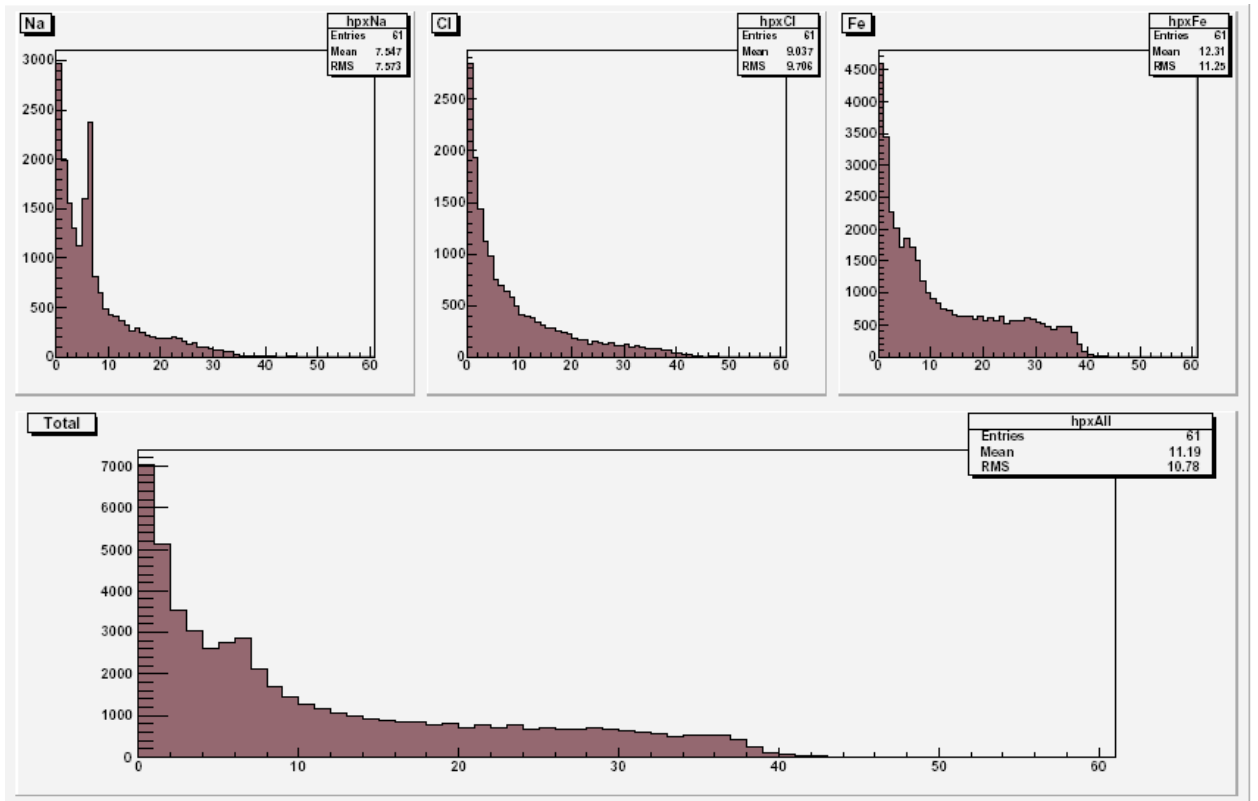 Na
hpxNa
Entries 61
Mean 7.547
RMS 7.573
3000
2500
2000
1500
1000
500
0
0 10 20 30 40 50 60
Cl
hpxCl
Entries 61
Mean 9.037
RMS 9.706
2500
2000
1500
1000
500
0
0 10 20 30 40 50 60
Fe
hpxFe
Entries 61
Mean 12.31
RMS 11.25
4500
4000
3500
3000
2500
2000
1500
1000
500
0
0 10 20 30 40 50 60
Total
hpxAll
Entries 61
Mean 11.19
RMS 10.78
7000
6000
5000
4000
3000
2000
1000
0
0 10 20 30 40 50 60